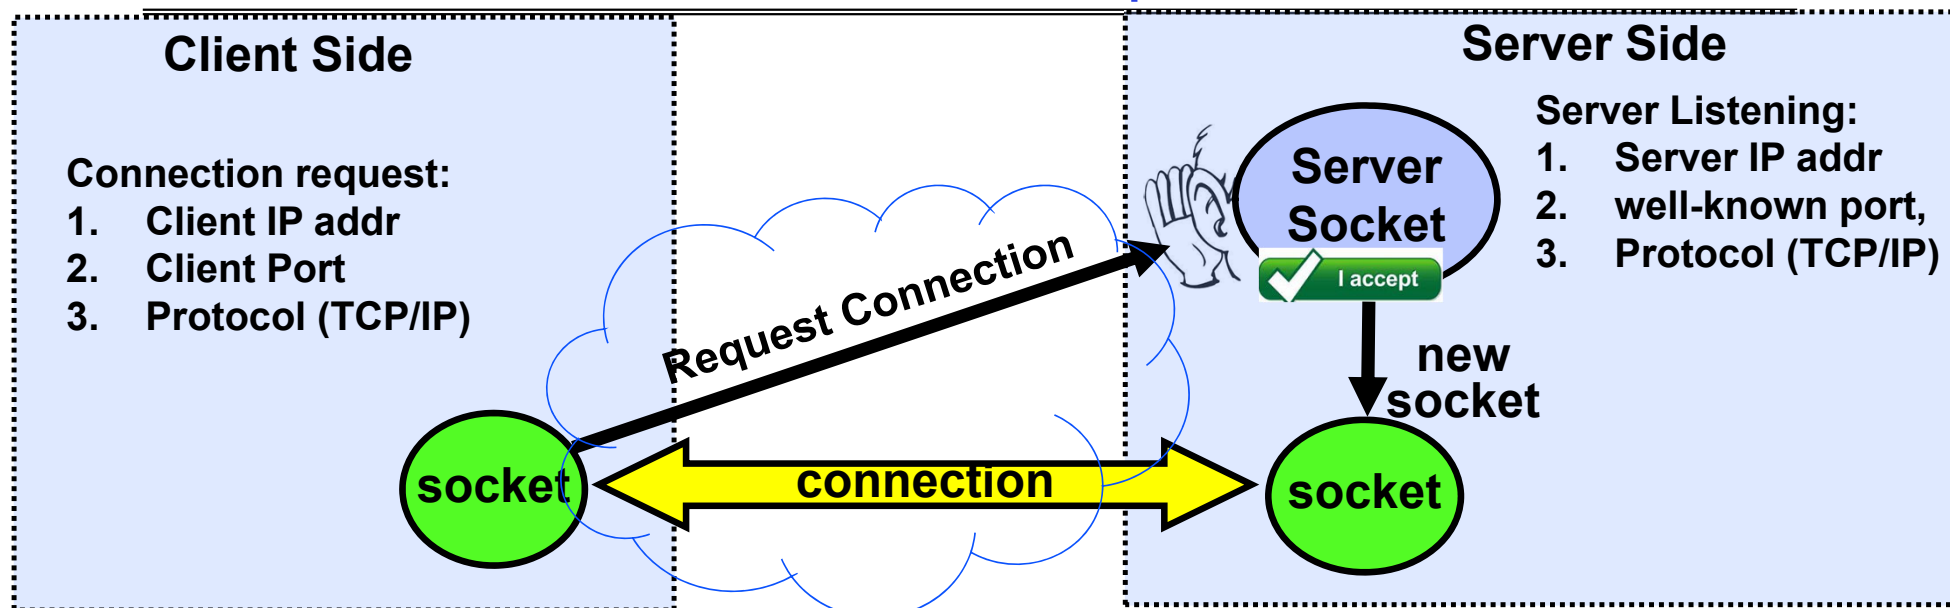 Client Side
Connection request:
1. Client IP addr
2. Client Port
3. Protocol (TCP/IP)
socket
Request Connection
connection
Server Side
Server Listening:
1. Server IP addr
2. well-known port,
3. Protocol (TCP/IP)
Server
Socket
I accept
new
socket
socket